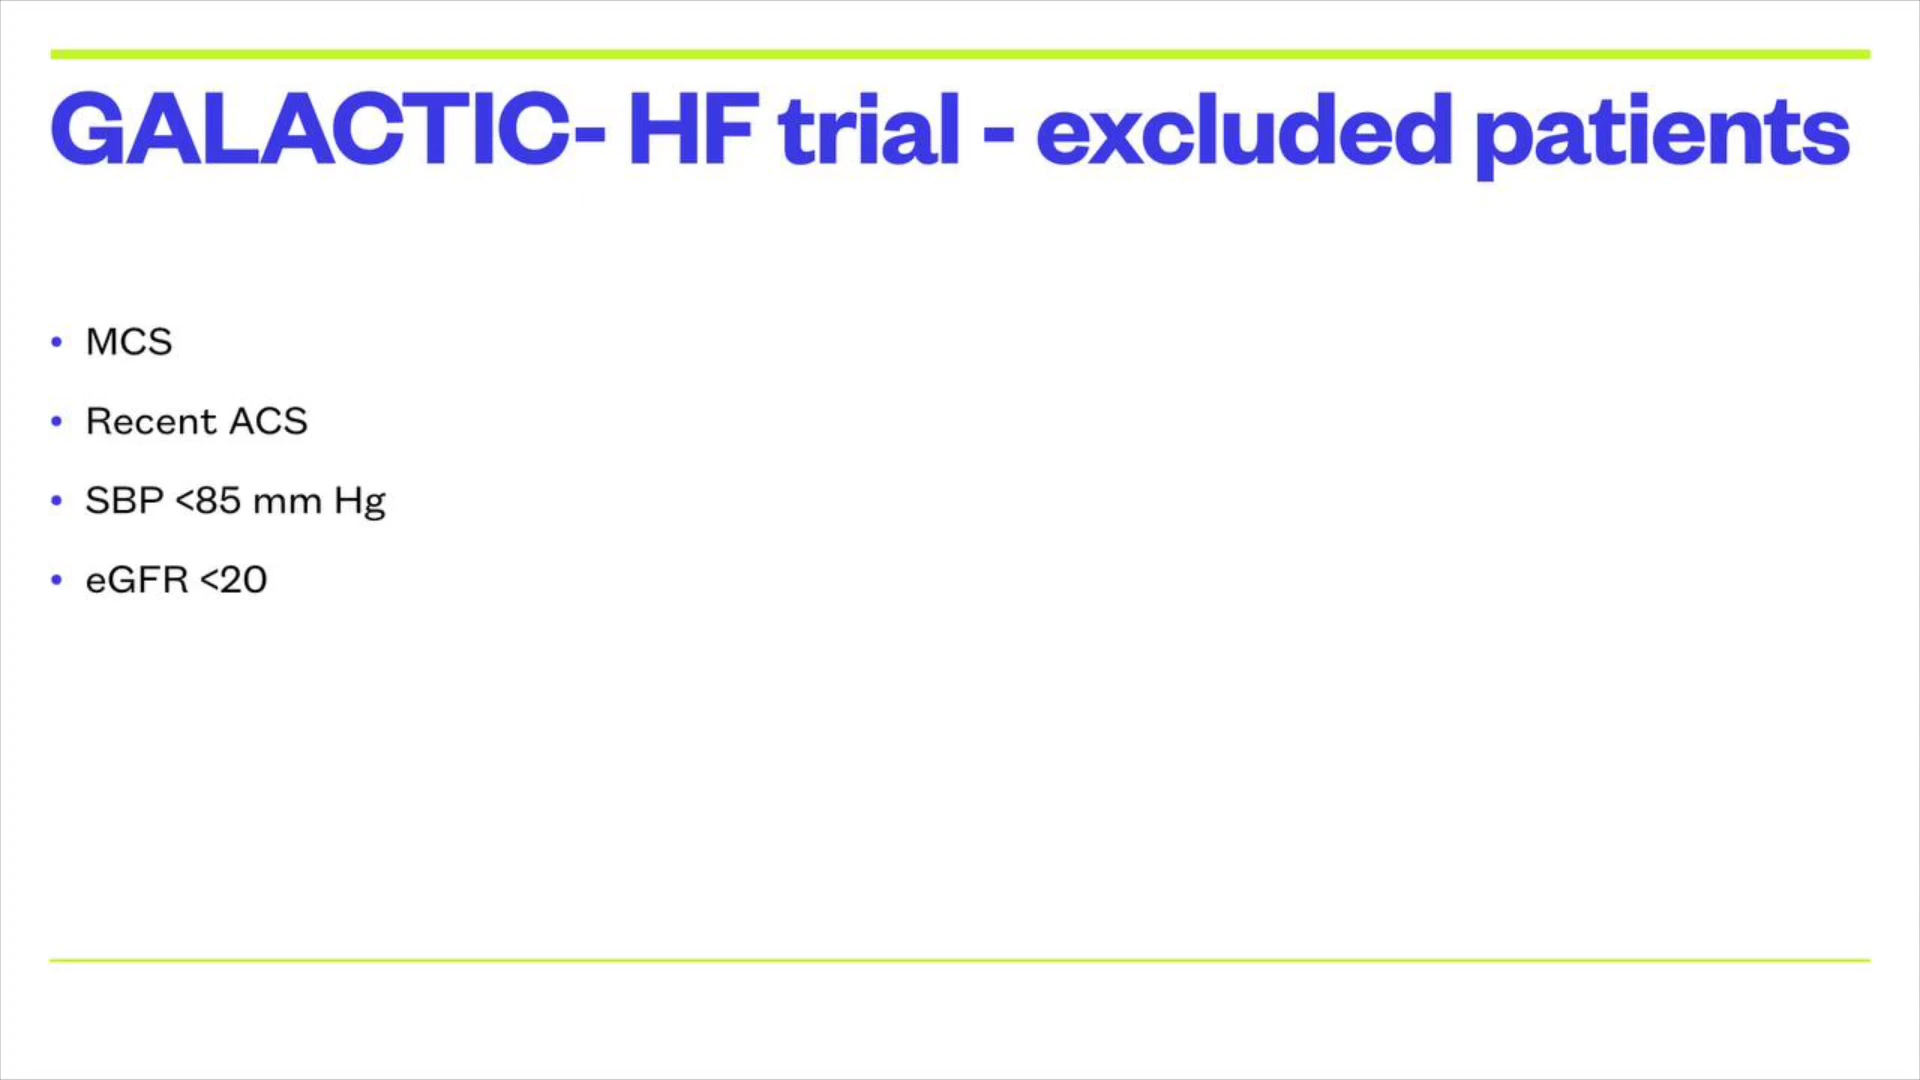 GALACTIC- HF trial - excluded patients
• MCS
• Recent ACS
• SBP <85 mm Hg
• eGFR <20